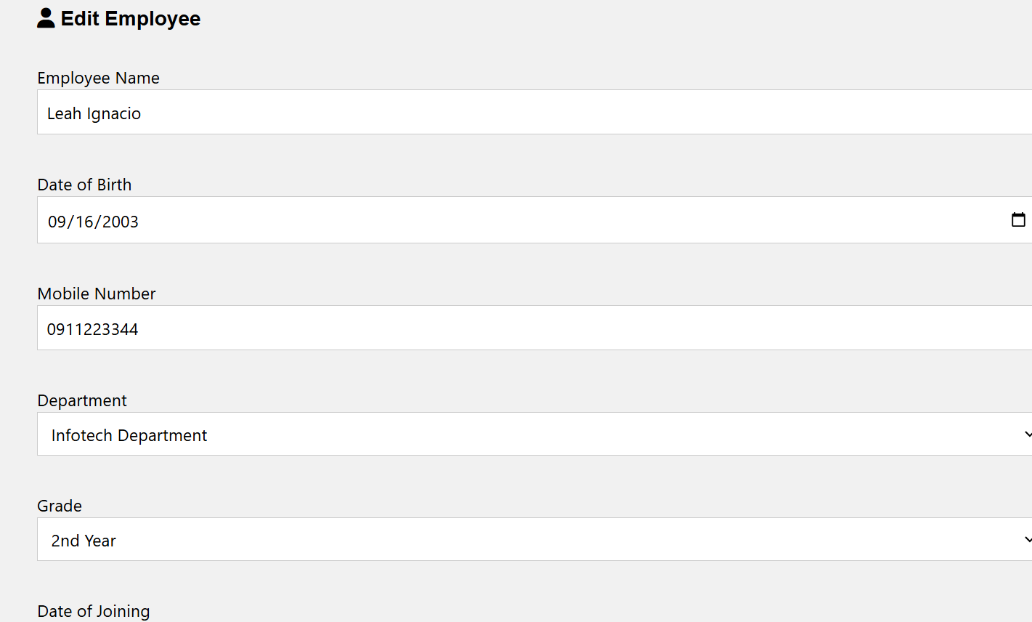 Edit Employee
Employee Name
Leah Ignacio
Date of Birth
09/16/2003
Mobile Number
0911223344
Department
Infotech Department
Grade
2nd Year
Date of Joining